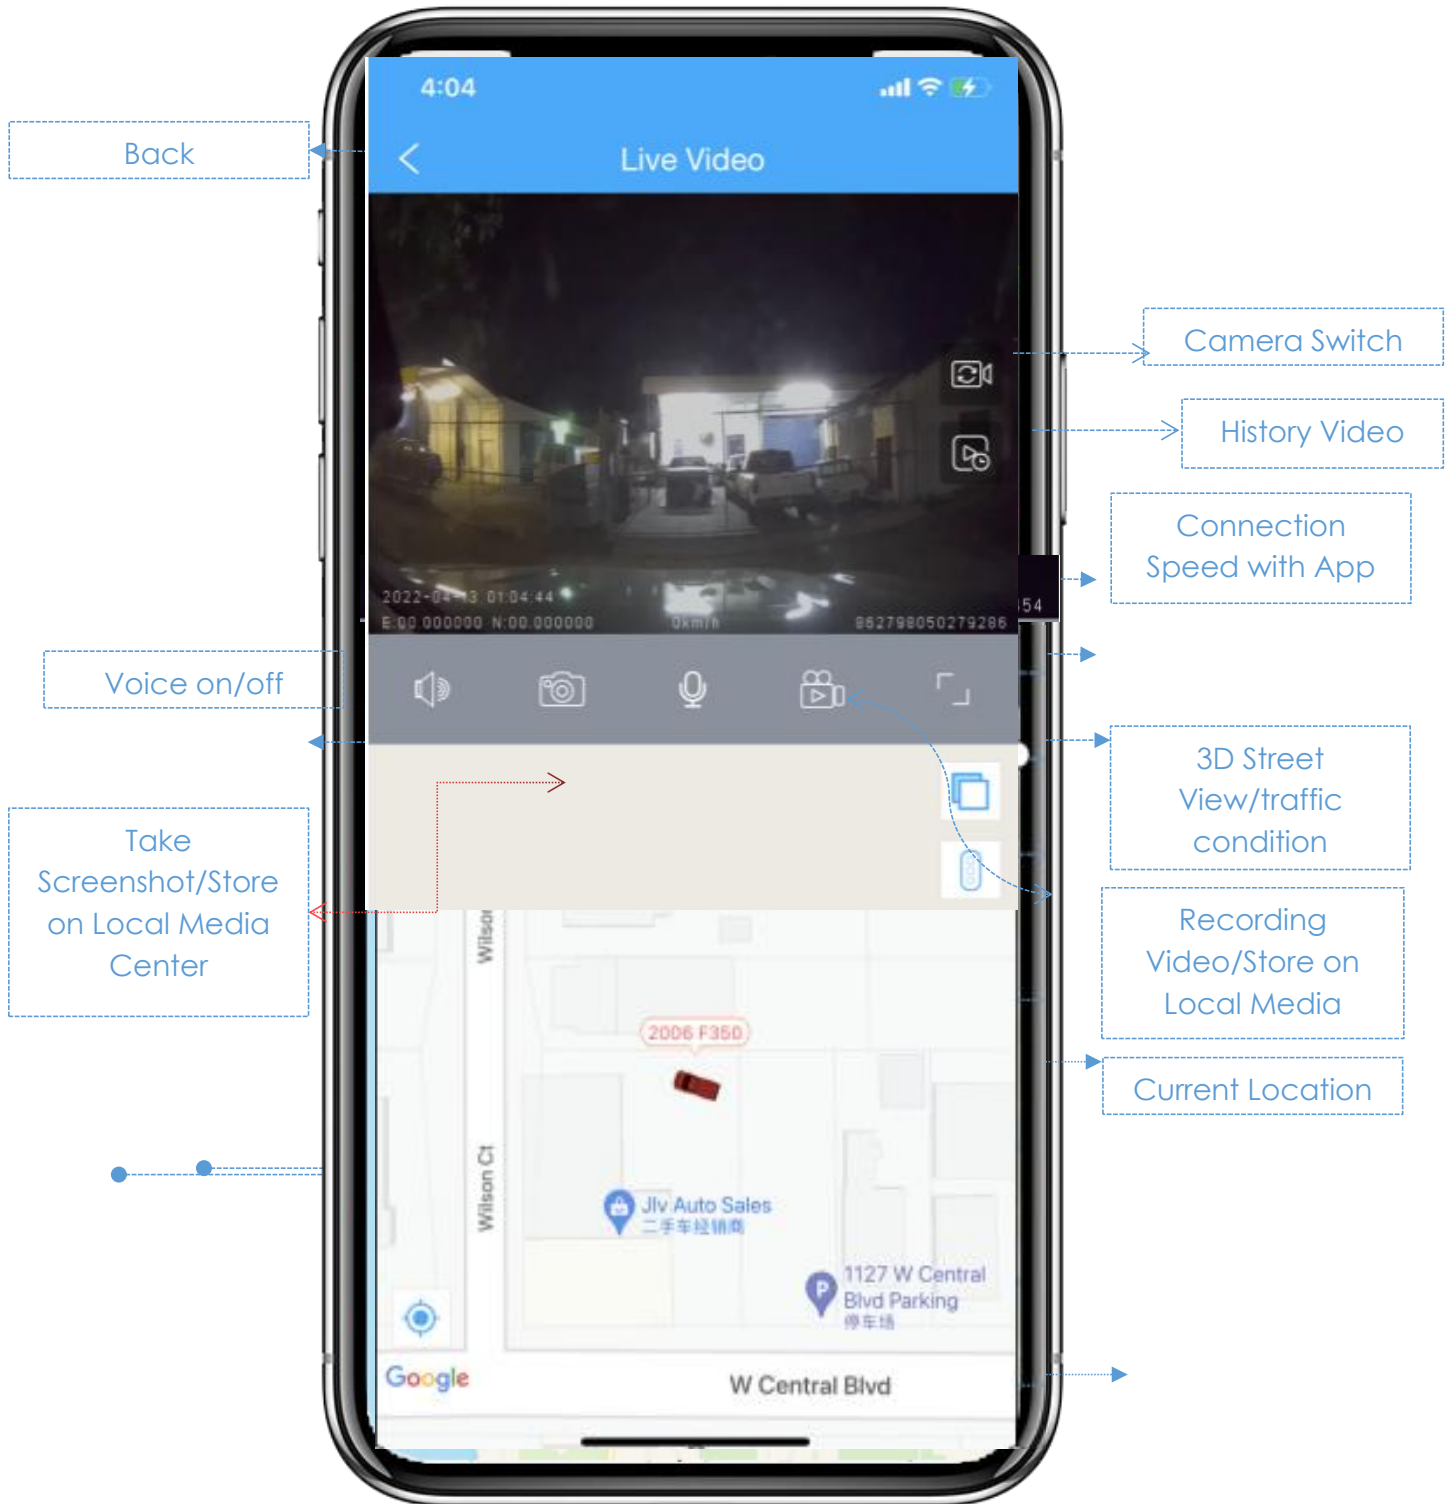 4:04
Back
Live Video
Camera Switch
History Video
Connection
Speed with App
2022-04-13 01:04:44
354
E:00.000000 N:00.000000
0km/h
862798050279286
Voice on/off
3D Street
View/traffic
condition
Take
Screenshot/Store
on Local Media
Center
Recording
Video/Store on
Local Media
Wilson
2006 F350
Current Location
Wilson Ct
Jlv Auto Sales
二手车经销商
1127 W Central
Blvd Parking
停车场
P
Google
W Central Blvd